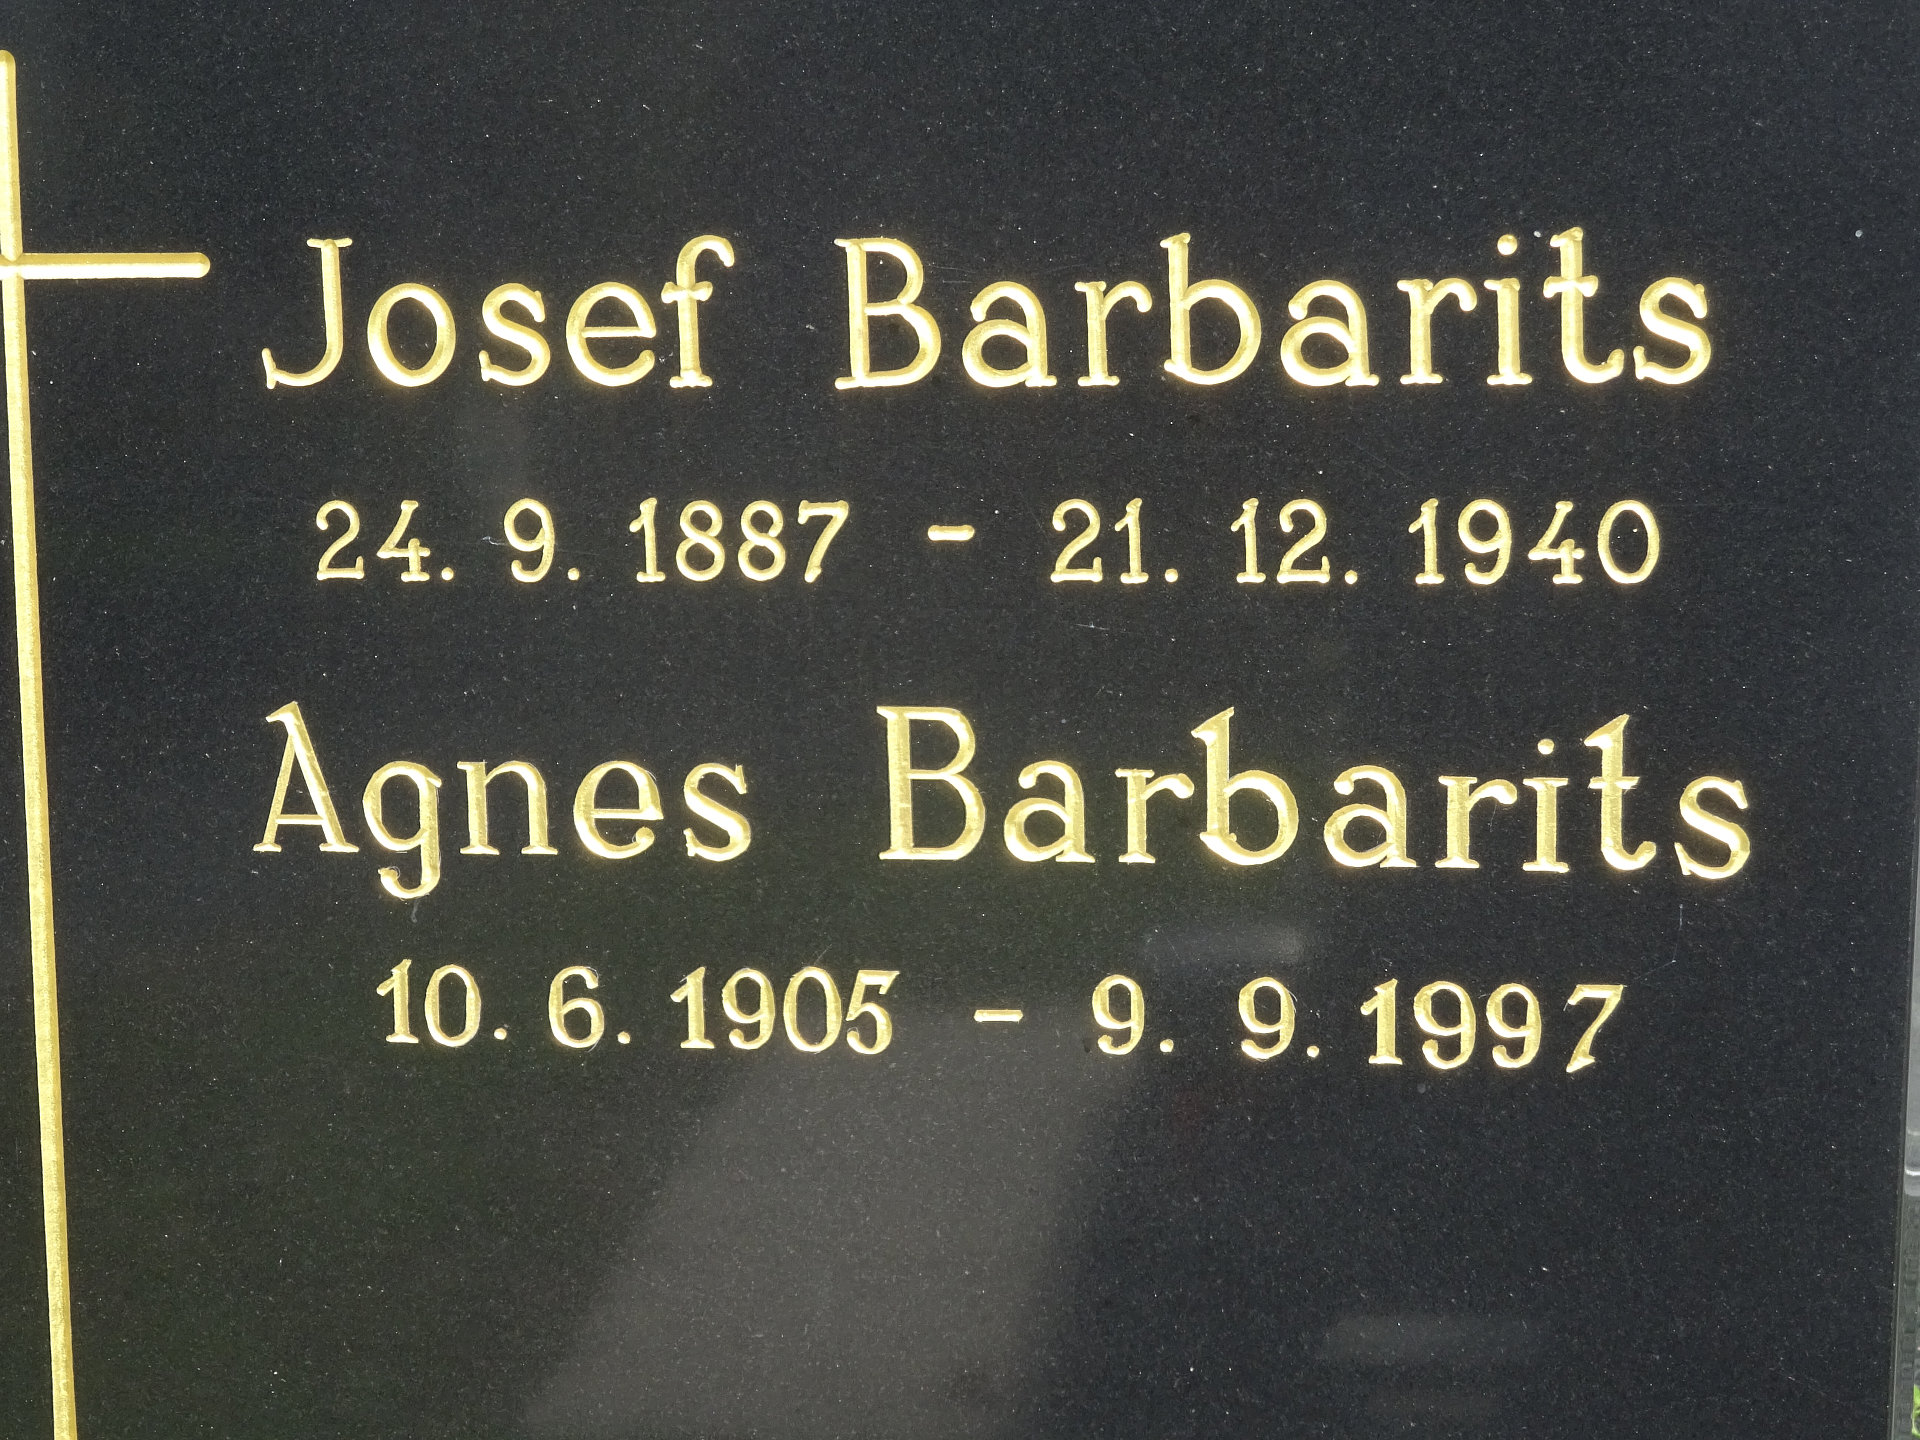 Josef Barbarits
24. 9. 1887 - 21. 12. 1940
Agnes Barbarits
10. 6. 1905 - 9. 9. 1997